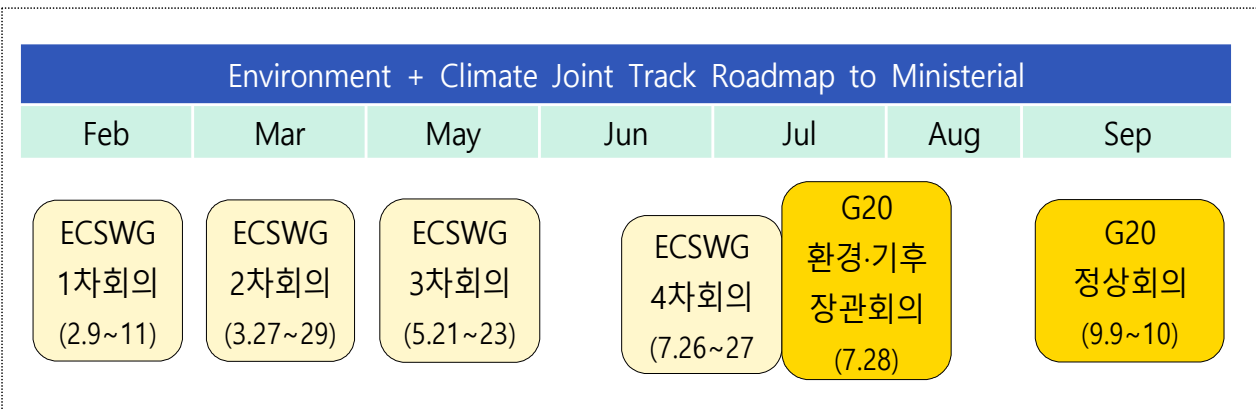 Environment + Climate Joint Track Roadmap to Ministerial
Feb Mar May Jun Jul Aug Sep
ECSWG
1차회의
(2.9~11)
ECSWG
2차회의
(3.27~29)
ECSWG
3차회의
(5.21~23)
ECSWG
4차회의
(7.26~27
G20
환경·기후
장관회의
(7.28)
G20
정상회의
(9.9~10)